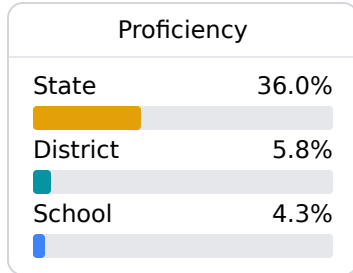 Proficiency
State 36.0%
District 5.8%
School 4.3%